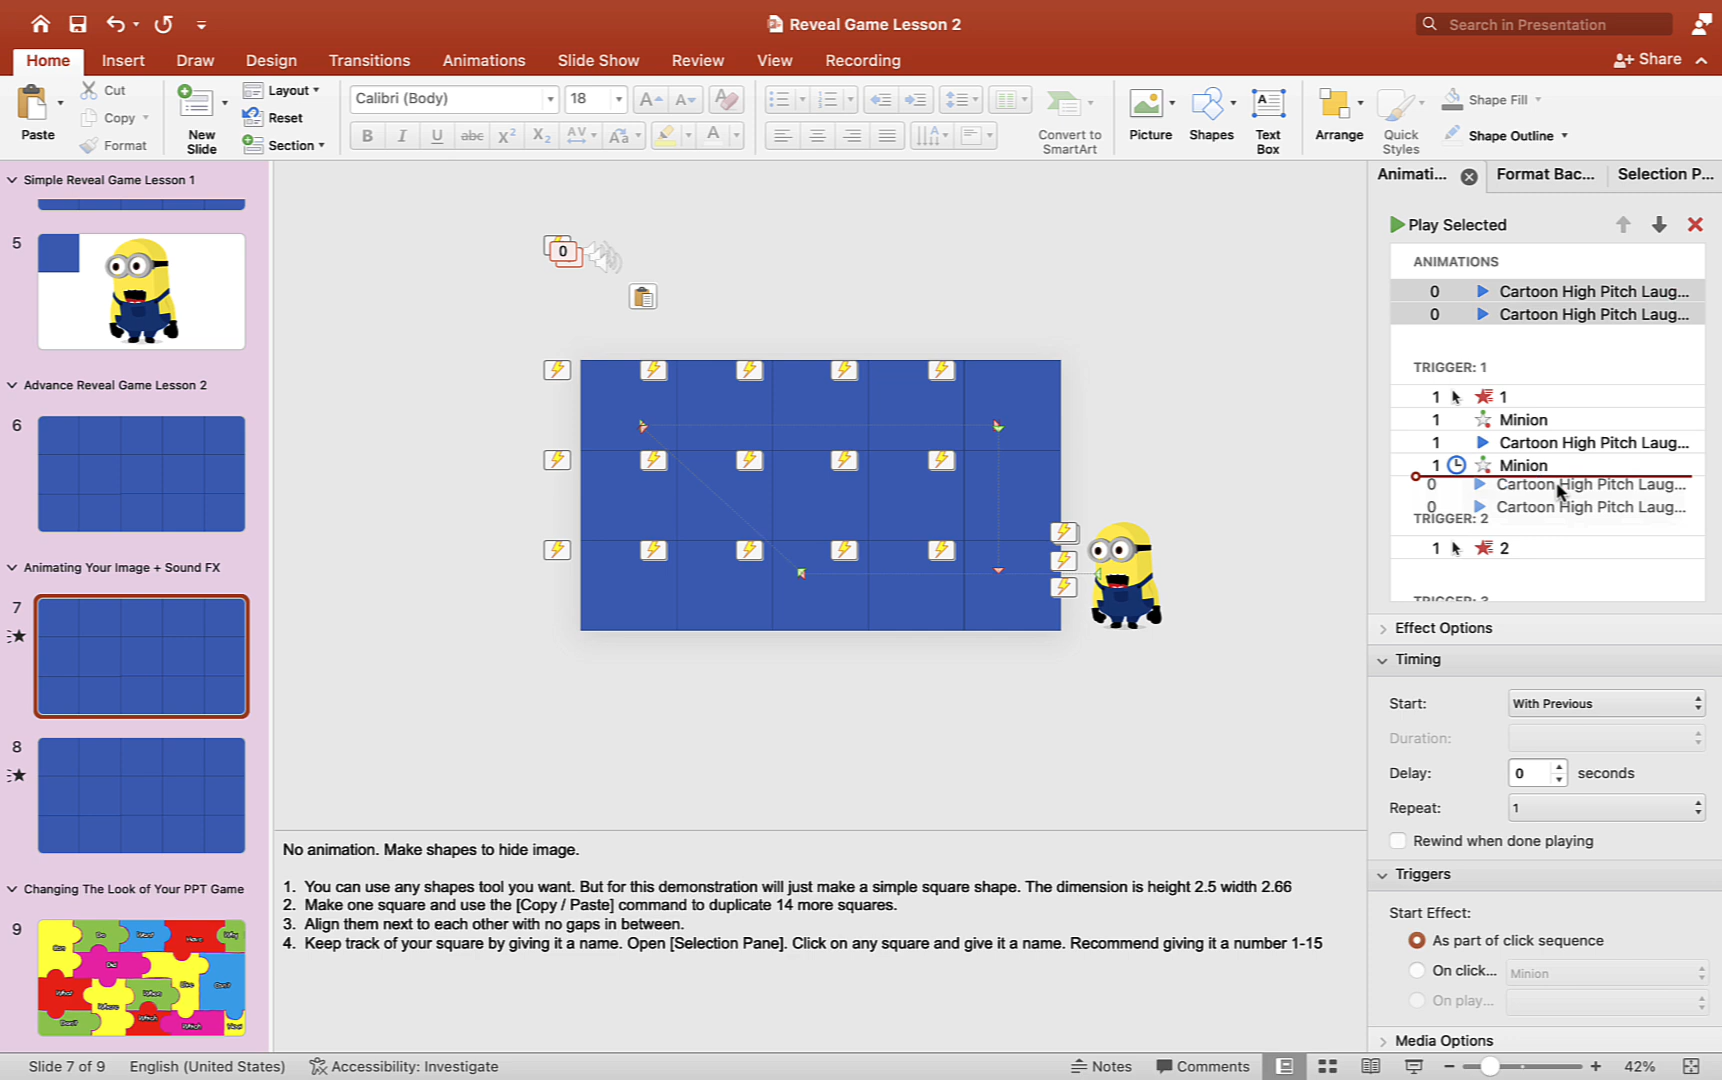 Reveal Game Lesson 2
Search in Presentation
Home Insert Draw Design Transitions Animations Slide Show Review View Recording
Share
Paste
Cut
Copy
Format
New
Slide
Layout
Reset
Section
Calibri (Body) 18
B I U abc X² X₂ AV Aa A
Convert to
SmartArt
Picture
Shapes
Text
Box
Arrange
Quick
Styles
Shape Fill
Shape Outline
Simple Reveal Game Lesson 1
5
Advance Reveal Game Lesson 2
6
Animating Your Image + Sound FX
7
8
Changing The Look of Your PPT Game
9
0
No animation. Make shapes to hide image.
1. You can use any shapes tool you want. But for this demonstration will just make a simple square shape. The dimension is height 2.5 width 2.66
2. Make one square and use the [Copy / Paste] command to duplicate 14 more squares.
3. Align them next to each other with no gaps in between.
4. Keep track of your square by giving it a name. Open [Selection Pane]. Click on any square and give it a name. Recommend giving it a number 1-15
Animati... Format Bac... Selection P...
Play Selected
ANIMATIONS
0 Cartoon High Pitch Laug...
0 Cartoon High Pitch Laug...
TRIGGER: 1
1 1
1 Minion
1 Cartoon High Pitch Laug...
1 Minion
0 Cartoon High Pitch Laug...
0 Cartoon High Pitch Laug...
TRIGGER: 2
1 2
TRIGGER: 3
Effect Options
Timing
Start: With Previous
Duration:
Delay: 0 seconds
Repeat: 1
Rewind when done playing
Triggers
Start Effect:
As part of click sequence
On click... Minion
On play...
Media Options
Slide 7 of 9 English (United States) Accessibility: Investigate
Notes Comments 42%